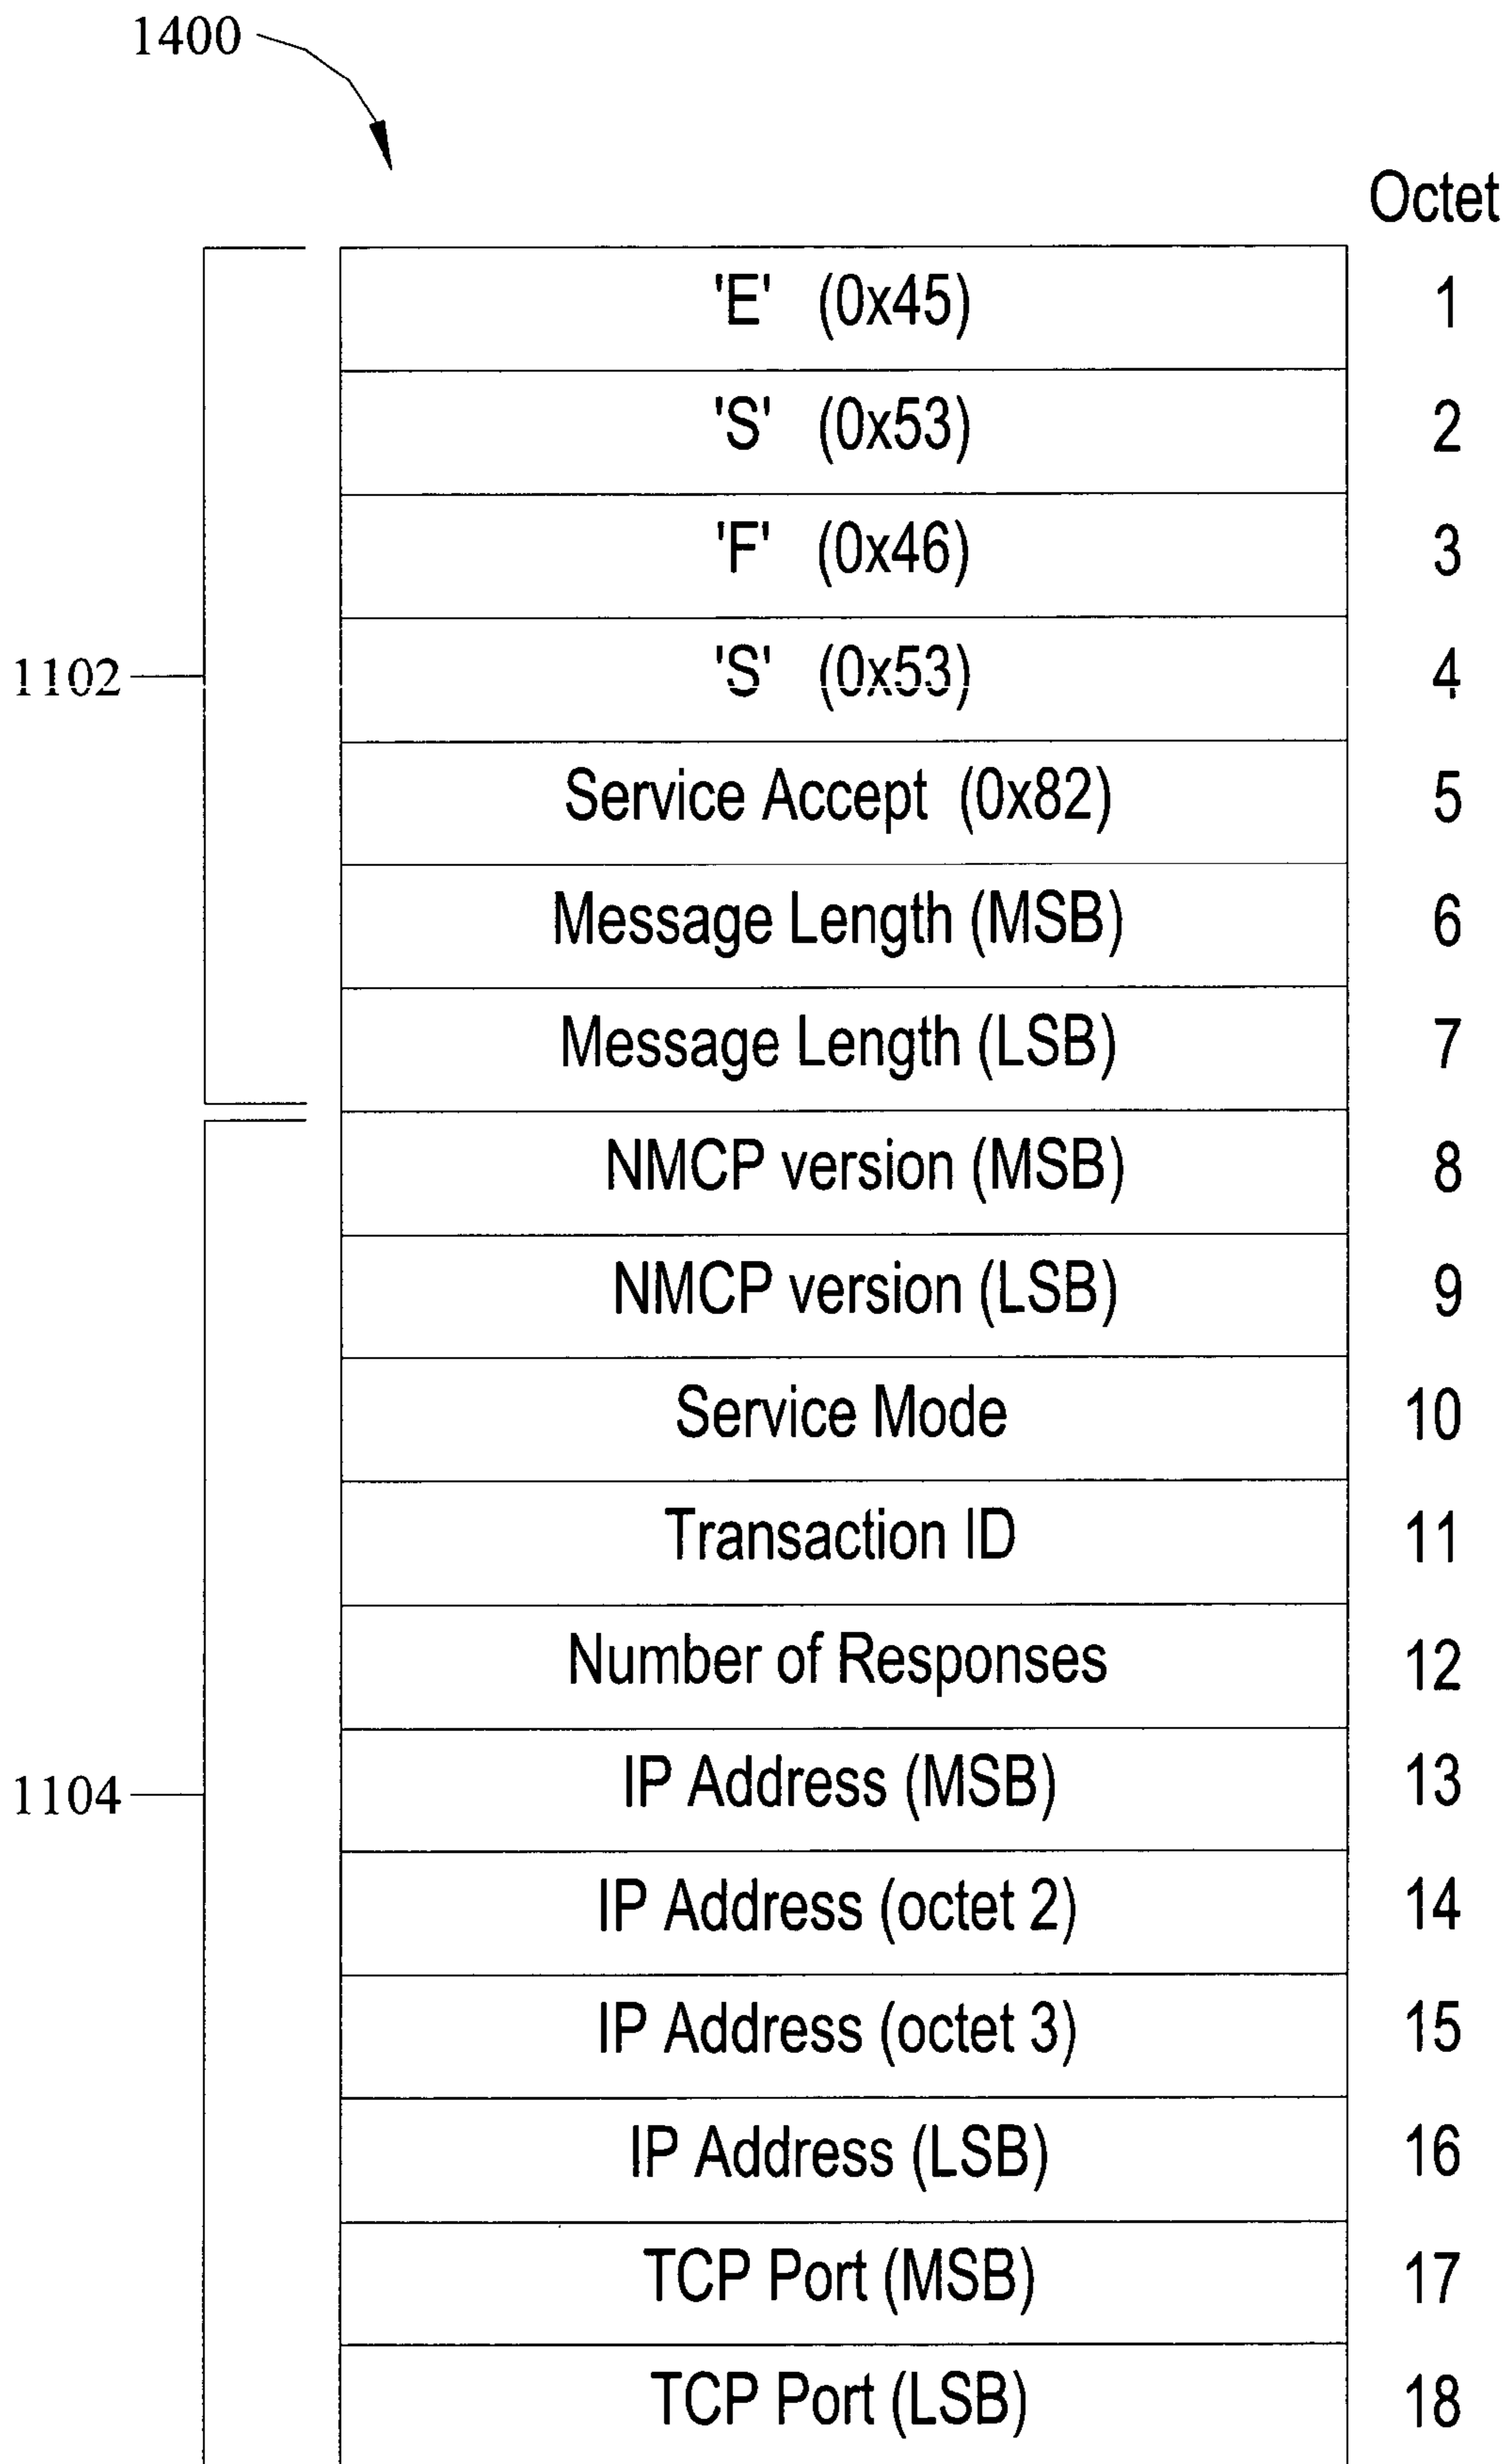 1400
Octet
'E' (0x45) 1
'S' (0x53) 2
'F' (0x46) 3
'S' (0x53) 4
1102
Service Accept (0x82) 5
Message Length (MSB) 6
Message Length (LSB) 7
NMCP version (MSB) 8
NMCP version (LSB) 9
Service Mode 10
Transaction ID 11
Number of Responses 12
IP Address (MSB) 13
1104
IP Address (octet 2) 14
IP Address (octet 3) 15
IP Address (LSB) 16
TCP Port (MSB) 17
TCP Port (LSB) 18